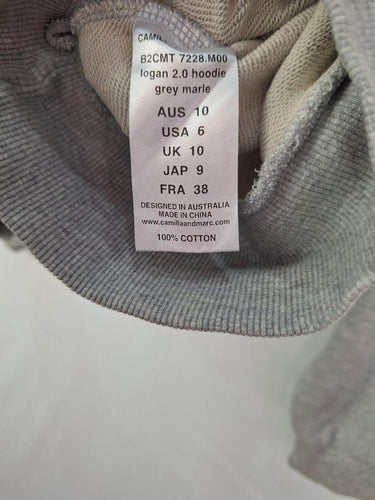 CAMILL
B2CMT 7228.M00
logan 2.0 hoodie
grey marle
AUS 10
USA 6
UK 10
JAP 9
FRA 38
DESIGNED IN AUSTRALIA
MADE IN CHINA
www.camillaandmarc.com
100% COTTON